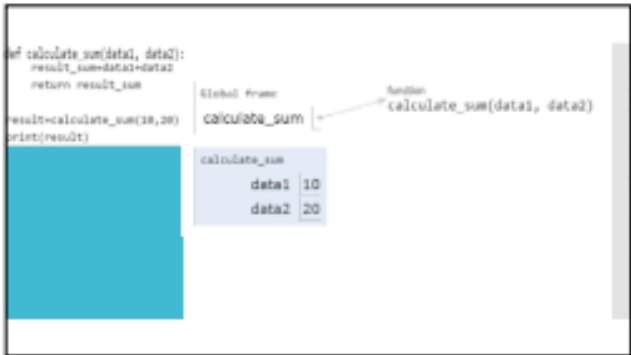 def calculate_sum(data1, data2):
result_sum=data1+data2
return result_sum
result=calculate_sum(10,20)
print(result)
Global frame
calculate_sum
function
calculate_sum(data1, data2)
calculate_sum
data1 10
data2 20